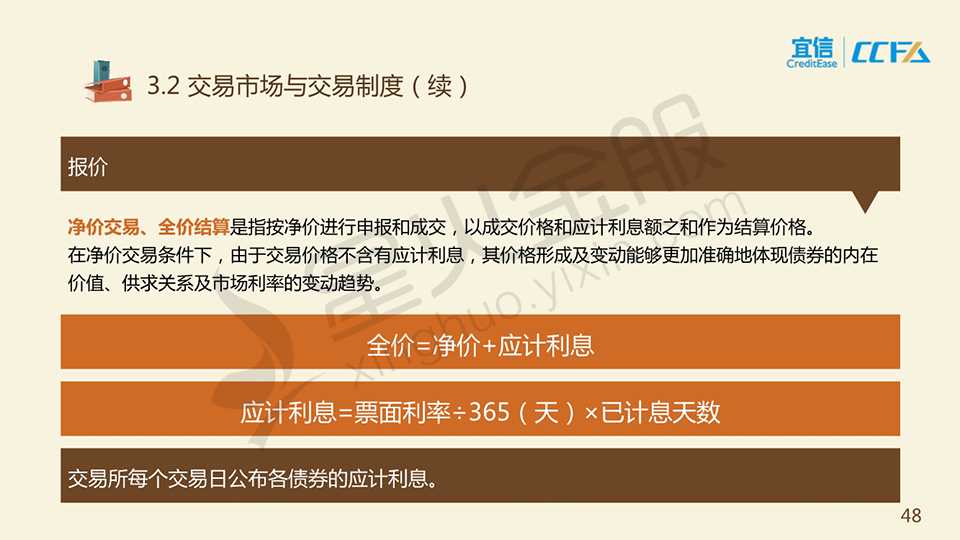 宜信
CreditEase
CCFA
3.2 交易市场与交易制度（续）
报价
净价交易、全价结算是指按净价进行申报和成交，以成交价格和应计利息额之和作为结算价格。
在净价交易条件下，由于交易价格不含有应计利息，其价格形成及变动能够更加准确地体现债券的内在
价值、供求关系及市场利率的变动趋势。
全价=净价+应计利息
应计利息=票面利率÷365（天）×已计息天数
交易所每个交易日公布各债券的应计利息。
48
星火金服
xinghuo.yixin.com